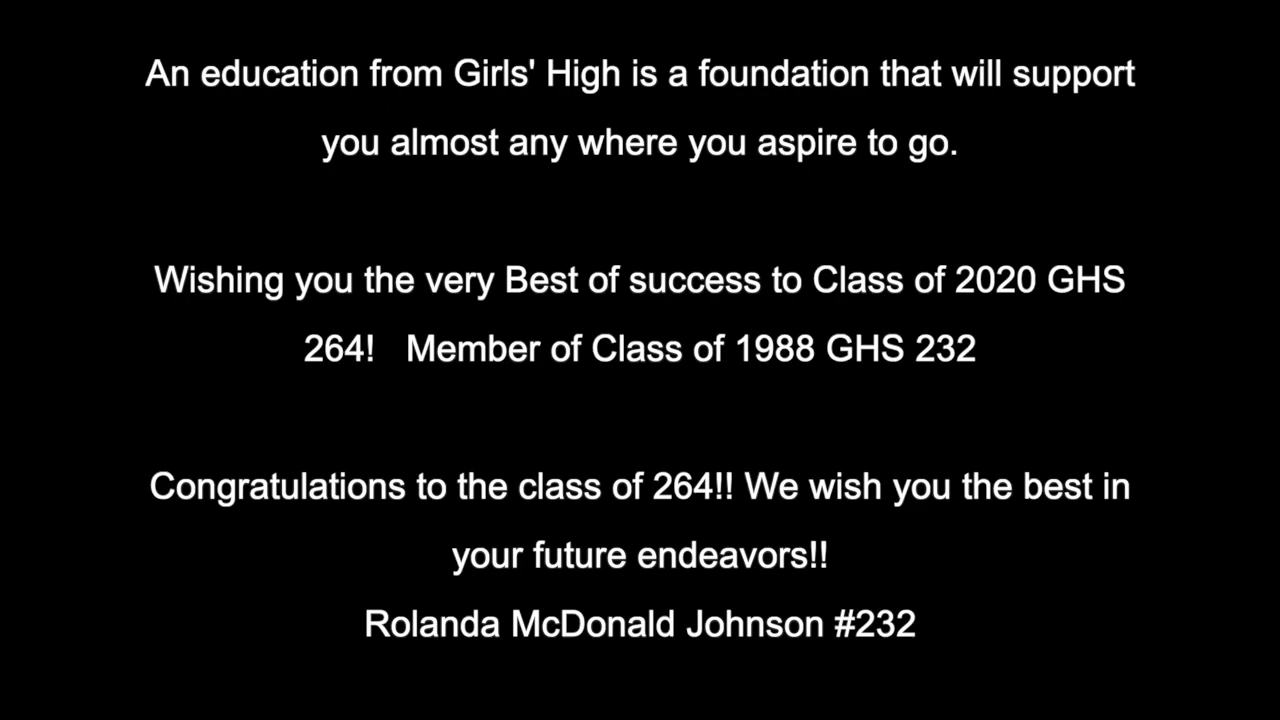 An education from Girls' High is a foundation that will support
you almost any where you aspire to go.
Wishing you the very Best of success to Class of 2020 GHS
264!   Member of Class of 1988 GHS 232
Congratulations to the class of 264!! We wish you the best in
your future endeavors!!
Rolanda McDonald Johnson #232